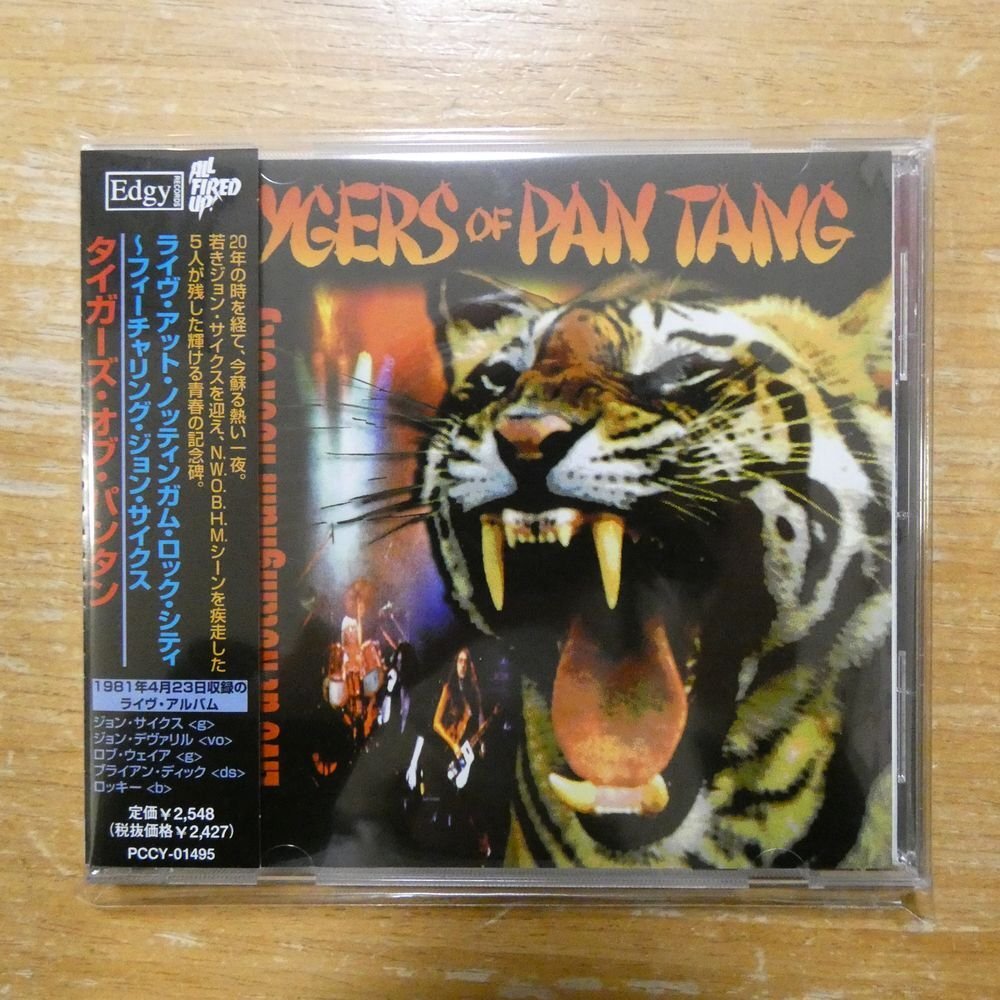 Edgy
RECORDS
ALL
FIRED
UP!
20年の時を経て、今蘇る熱い一夜。
若きジョン・サイクスを迎え、N.W.O.B.H.M.シーンを疾走した
5人が残した輝ける青春の記念碑。
ライヴ・アット・ノッティンガム・ロック・シティ
～フィーチャリング・ジョン・サイクス
タイガーズ・オブ・パンタン
1981年4月23日収録の
ライヴ・アルバム
ジョン・サイクス <g>
ジョン・デヴァリル <vo>
ロブ・ウェイア <g>
ブライアン・ディック <ds>
ロッキー <b>
定価￥2,548
(税抜価格￥2,427)
PCCY-01495
YGERS OF PAN TANG